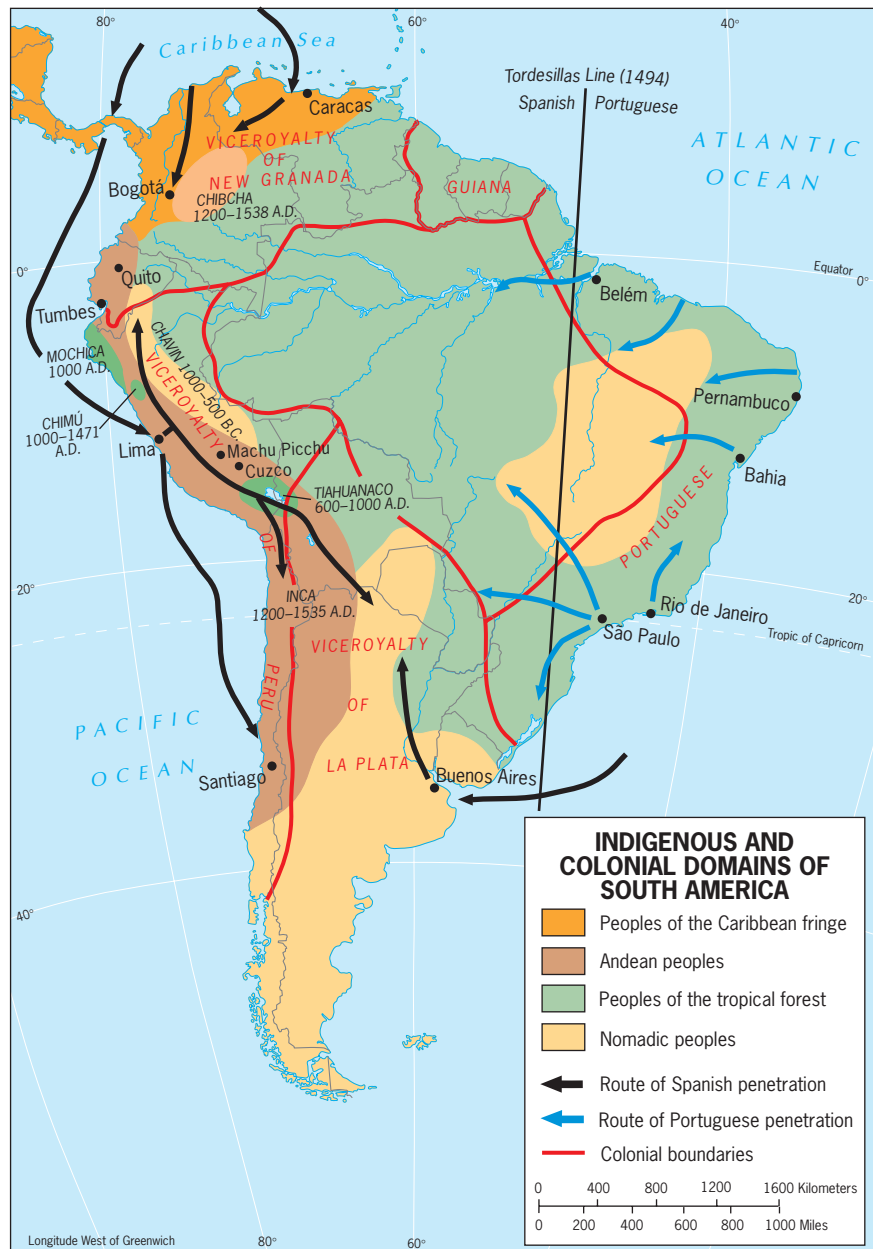 80°
60°
40°
Caribbean Sea
Tordesillas Line (1494)
Spanish
Portuguese
ATLANTIC
OCEAN
Caracas
VICEROYALTY
OF
NEW GRANADA
GUIANA
Bogotá
CHIBCHA
1200–1538 A.D.
0°
Quito
Equator
0°
Tumbes
Belém
MOCHICA
1000 A.D.
CHAVIN 1000–500 B.C.
VICEROYALTY
OF
PERU
CHIMÚ
1000–1471
A.D.
Lima
Machu Picchu
Cuzco
Pernambuco
Bahia
TIAHUANACO
600–1000 A.D.
PORTUGUESE
20°
INCA
1200–1535 A.D.
Rio de Janeiro
São Paulo
20°
Tropic of Capricorn
VICEROYALTY
OF
LA PLATA
PACIFIC
OCEAN
Santiago
Buenos Aires
40°
INDIGENOUS AND
COLONIAL DOMAINS OF
SOUTH AMERICA
Peoples of the Caribbean fringe
Andean peoples
Peoples of the tropical forest
Nomadic peoples
Route of Spanish penetration
Route of Portuguese penetration
Colonial boundaries
0 400 800 1200 1600 Kilometers
0 200 400 600 800 1000 Miles
Longitude West of Greenwich
80°
60°